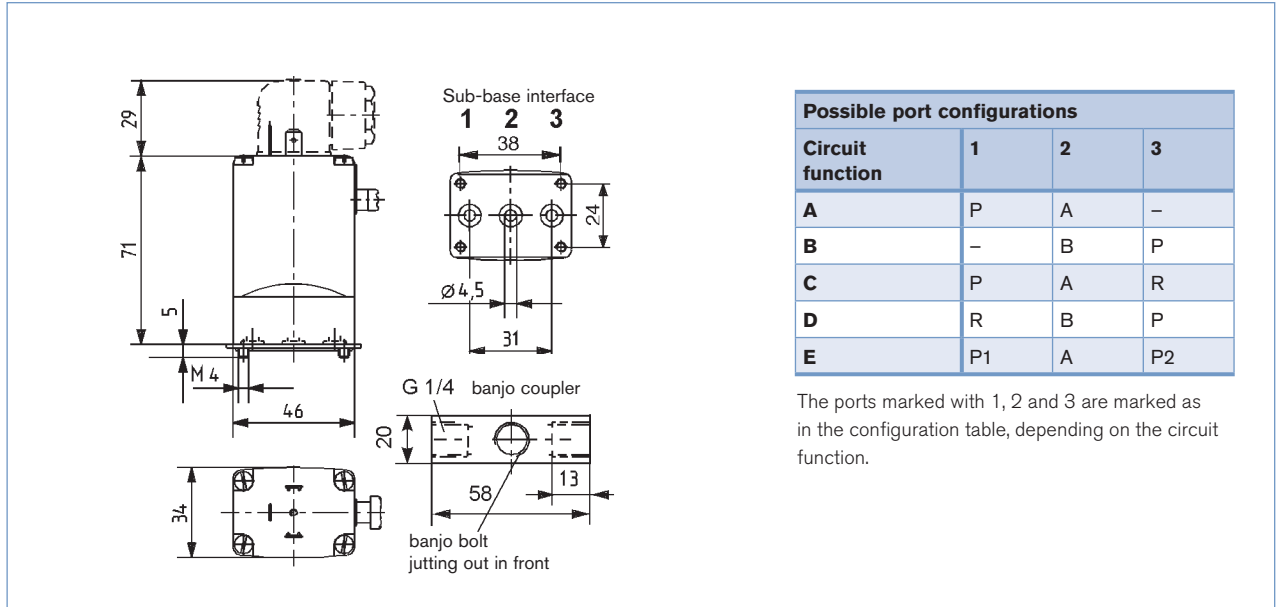 29
71
5
M 4
46
34
Sub-base interface
1 2 3
38
24
Ø 4,5
31
G 1/4 banjo coupler
20
13
58
banjo bolt
jutting out in front
Possible port configurations
Circuit function 1 2 3
A P A –
B – B P
C P A R
D R B P
E P1 A P2
The ports marked with 1, 2 and 3 are marked as
in the configuration table, depending on the circuit
function.